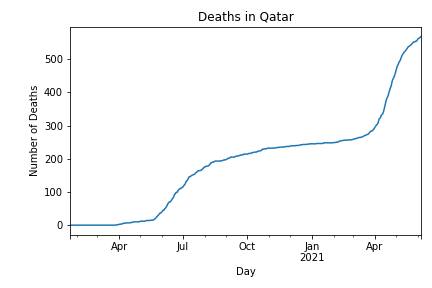 Deaths in Qatar
Number of Deaths
500
400
300
200
100
0
Apr
Jul
Oct
Jan
2021
Apr
Day